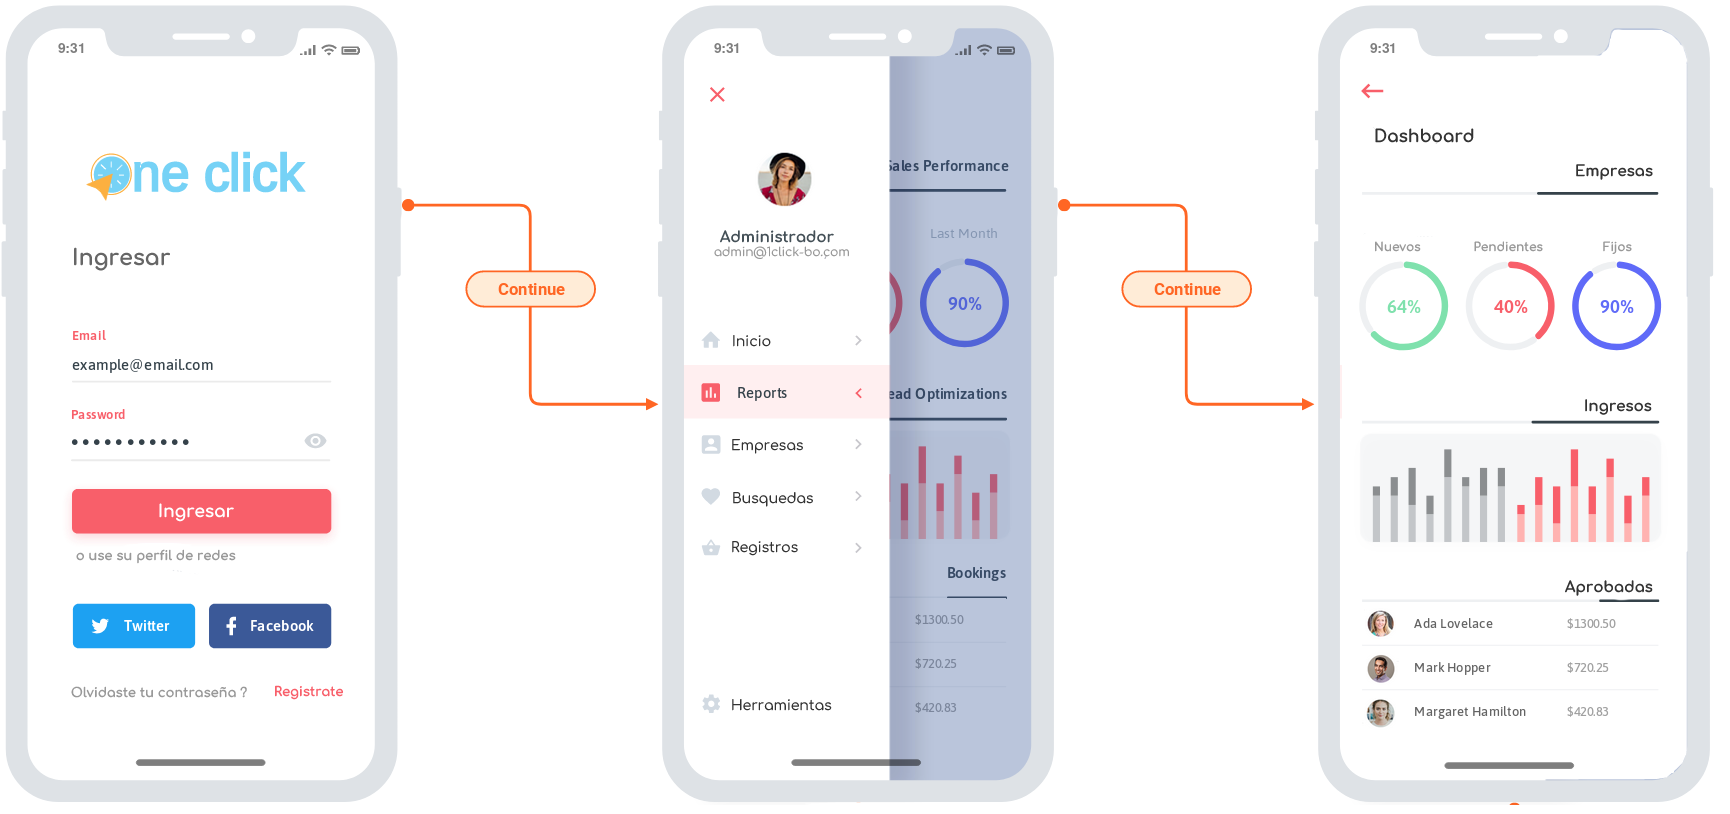 9:31
One click
Ingresar
Email
example@email.com
Password
Ingresar
o use su perfil de redes
Twitter
Facebook
Olvidaste tu contraseña ?
Registrate
Continue
9:31
Administrador
admin@1click-bo.com
Inicio
Reports
Empresas
Busquedas
Registros
Herramientas
Sales Performance
Last Month
90%
ead Optimizations
Bookings
$1300.50
$720.25
$420.83
Continue
9:31
Dashboard
Empresas
Nuevos Pendientes Fijos
64% 40% 90%
Ingresos
Aprobadas
Ada Lovelace $1300.50
Mark Hopper $720.25
Margaret Hamilton $420.83